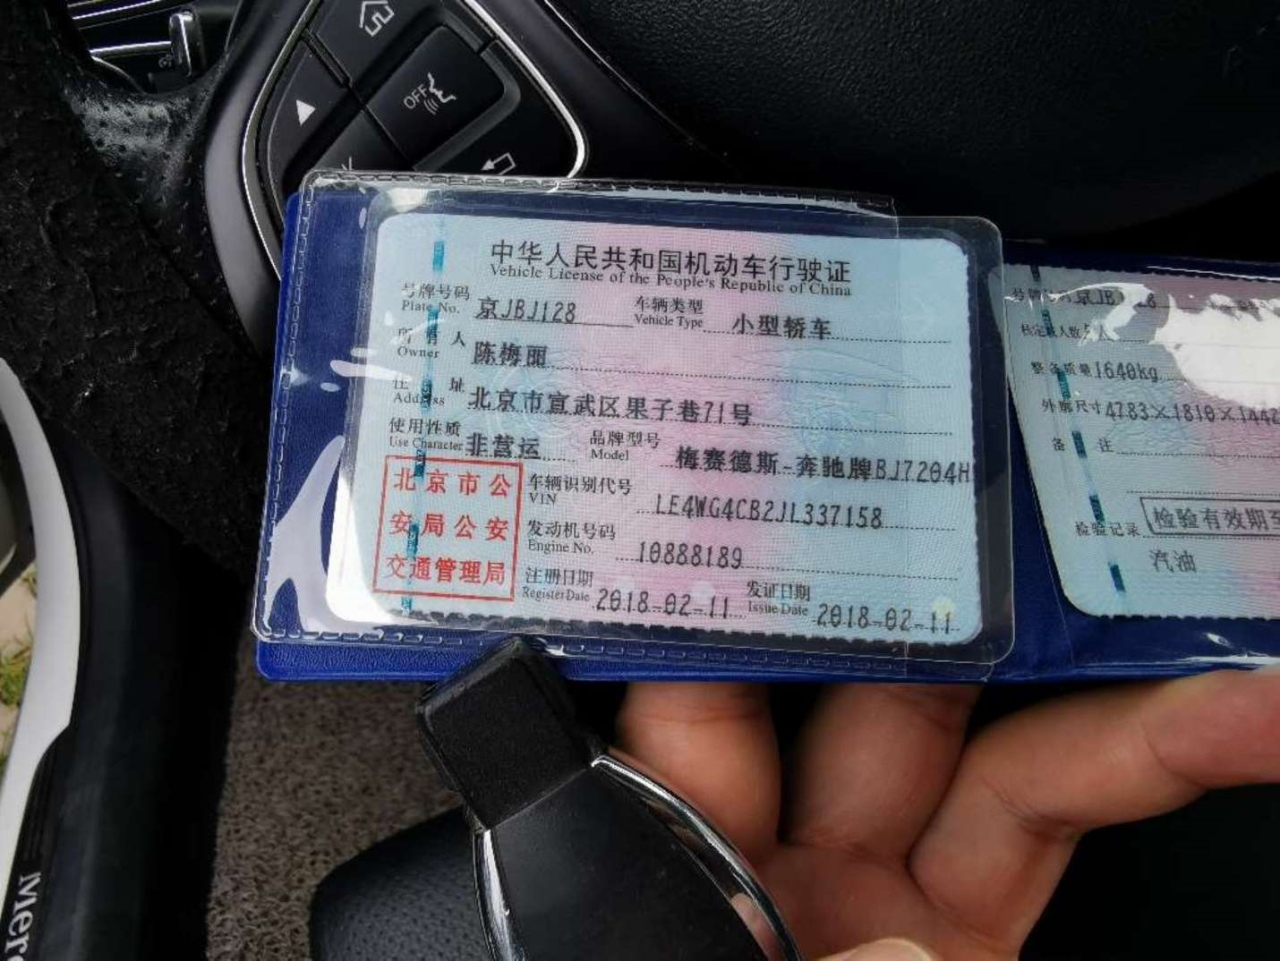 OFF
中华人民共和国机动车行驶证
Vehicle License of the People's Republic of China
号牌号码 京JBJ128 车辆类型 小型轿车
Plate No. Vehicle Type
所有人 陈梅丽
Owner
住址 北京市宣武区果子巷71号
Address
使用性质 非营运 品牌型号 梅赛德斯-奔驰牌BJ7204H
Use Character Model
北京市公
安局公安
交通管理局
车辆识别代号 LE4WG4CB2JL337158
VIN
发动机号码 10888189
Engine No.
注册日期 2018-02-11 发证日期 2018-02-11
Register Date Issue Date
整备质量 1640kg
外廓尺寸 4783×1810×1442
备注
检验记录 检验有效期至
汽油